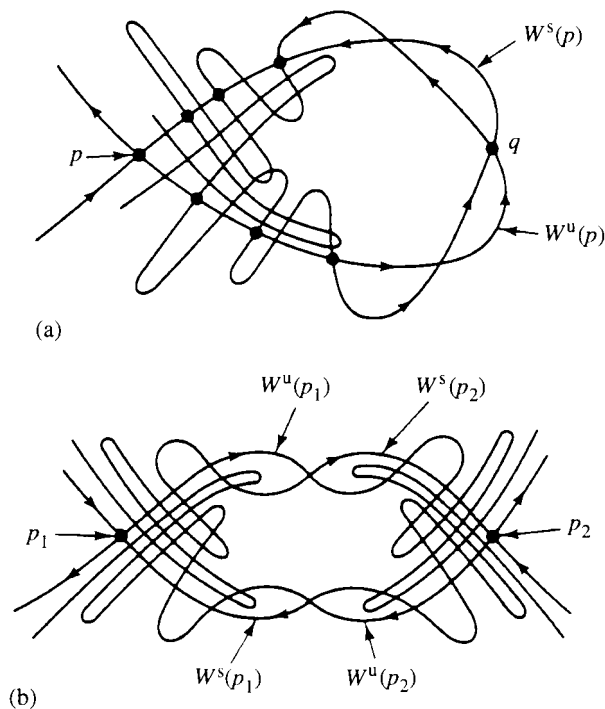 W^s(p)
p
q
W^u(p)
(a)
W^u(p_1) W^s(p_2)
p_1 p_2
W^s(p_1) W^u(p_2)
(b)